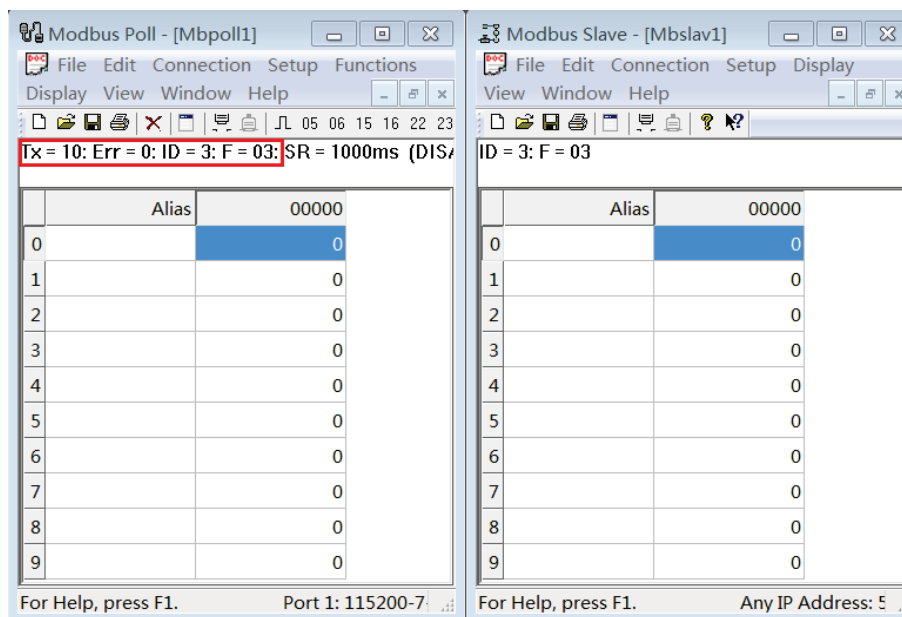 Modbus Poll - [Mbpoll1]
DOC File Edit Connection Setup Functions
Display View Window Help
05 06 15 16 22 23
Tx = 10: Err = 0: ID = 3: F = 03: SR = 1000ms (DISA
Alias 00000
0 0
1 0
2 0
3 0
4 0
5 0
6 0
7 0
8 0
9 0
For Help, press F1. Port 1: 115200-7-
Modbus Slave - [Mbslav1]
DOC File Edit Connection Setup Display
View Window Help
ID = 3: F = 03
Alias 00000
0 0
1 0
2 0
3 0
4 0
5 0
6 0
7 0
8 0
9 0
For Help, press F1. Any IP Address: 5